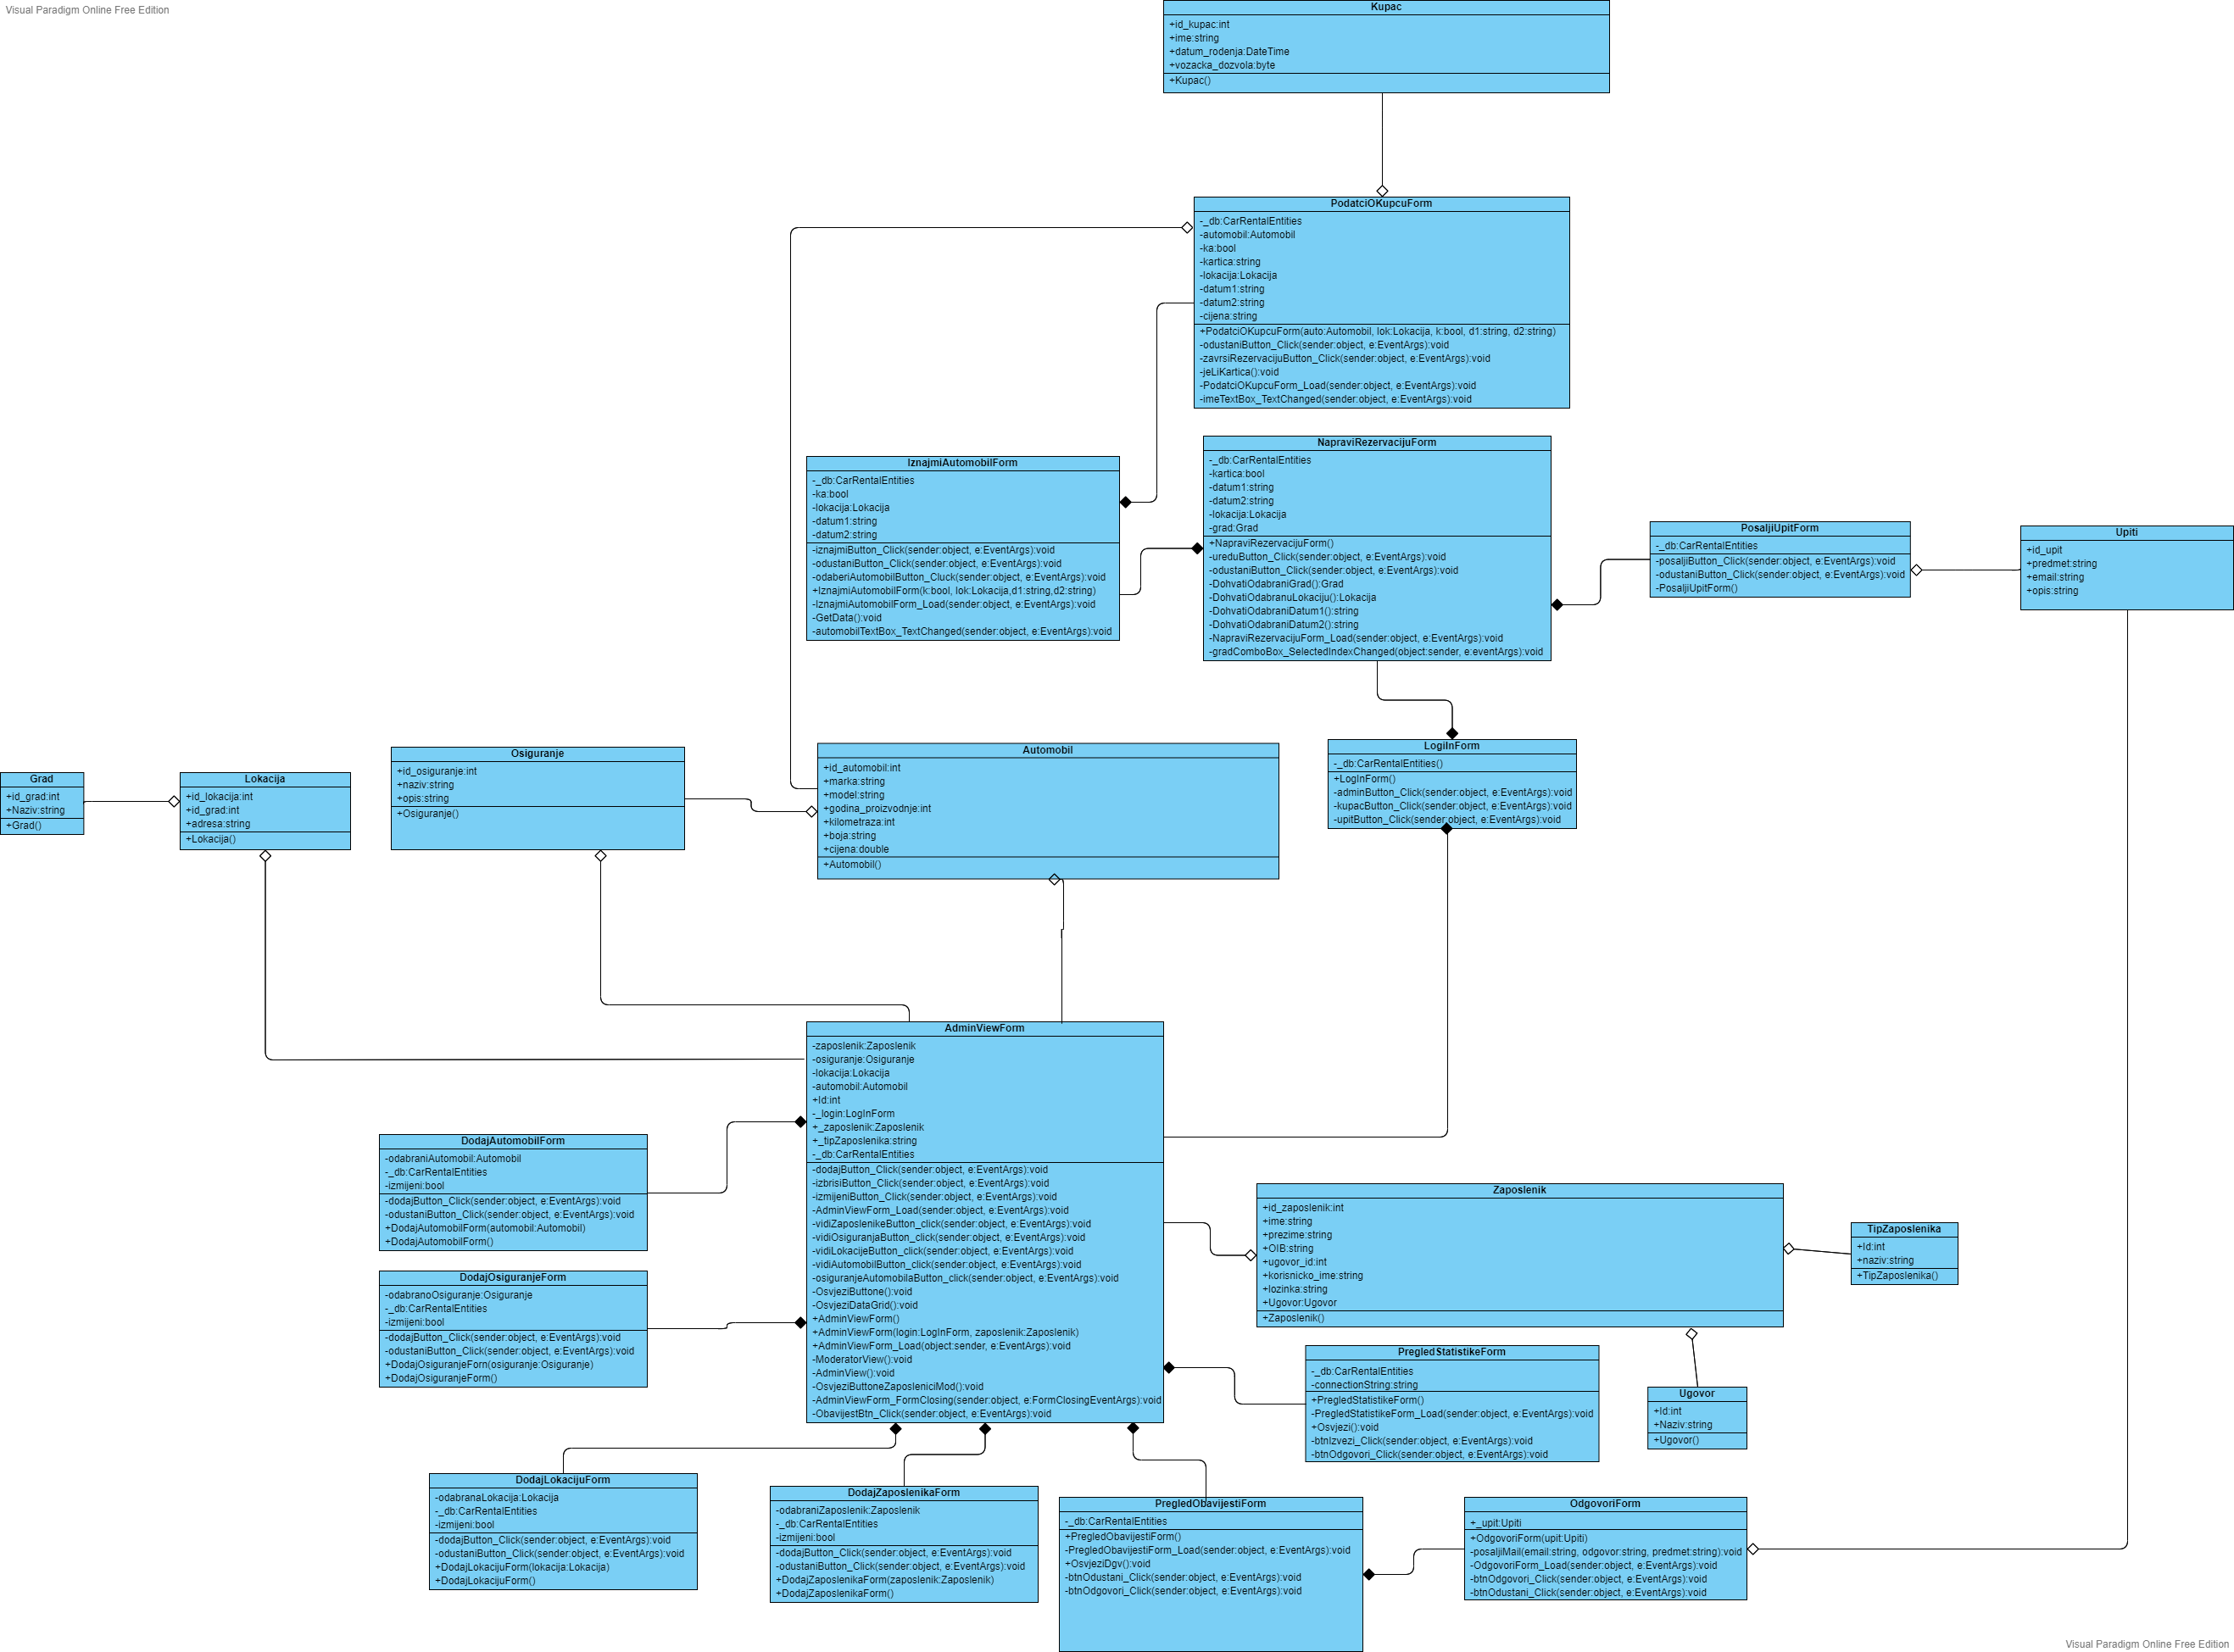 Visual Paradigm Online Free Edition
Kupac
+id_kupac:int
+ime:string
+datum_rodenja:DateTime
+vozacka_dozvola:byte
+Kupac()
PodatciOKupcuForm
-_db:CarRentalEntities
-automobil:Automobil
-ka:bool
-kartica:string
-lokacija:Lokacija
-datum1:string
-datum2:string
-cijena:string
+PodatciOKupcuForm(auto:Automobil, lok:Lokacija, k:bool, d1:string, d2:string)
-odustaniButton_Click(sender:object, e:EventArgs):void
-zavrsiRezervacijuButton_Click(sender:object, e:EventArgs):void
-jeLiKartica():void
-PodatciOKupcuForm_Load(sender:object, e:EventArgs):void
-imeTextBox_TextChanged(sender:object, e:EventArgs):void
IznajmiAutomobilForm
-_db:CarRentalEntities
-ka:bool
-lokacija:Lokacija
-datum1:string
-datum2:string
-iznajmiButton_Click(sender:object, e:EventArgs):void
-odustaniButton_Click(sender:object, e:EventArgs):void
-odaberiAutomobilButton_Cluck(sender:object, e:EventArgs):void
+IznajmiAutomobilForm(k:bool, lok:Lokacija,d1:string,d2:string)
-IznajmiAutomobilForm_Load(sender:object, e:EventArgs):void
-GetData():void
-automobilTextBox_TextChanged(sender:object, e:EventArgs):void
NapraviRezervacijuForm
-_db:CarRentalEntities
-kartica:bool
-datum1:string
-datum2:string
-lokacija:Lokacija
-grad:Grad
+NapraviRezervacijuForm()
-ureduButton_Click(sender:object, e:EventArgs):void
-odustaniButton_Click(sender:object, e:EventArgs):void
-DohvatiOdabraniGrad():Grad
-DohvatiOdabranuLokaciju():Lokacija
-DohvatiOdabraniDatum1():string
-DohvatiOdabraniDatum2():string
-NapraviRezervacijuForm_Load(sender:object, e:EventArgs):void
-gradComboBox_SelectedIndexChanged(object:sender, e:eventArgs):void
PosaljiUpitForm
-_db:CarRentalEntities
-posaljiButton_Click(sender:object, e:EventArgs):void
-odustaniButton_Click(sender:object, e:EventArgs):void
-PosaljiUpitForm()
Upiti
+id_upit
+predmet:string
+email:string
+opis:string
Grad
+id_grad:int
+Naziv:string
+Grad()
Lokacija
+id_lokacija:int
+id_grad:int
+adresa:string
+Lokacija()
Osiguranje
+id_osiguranje:int
+naziv:string
+opis:string
+Osiguranje()
Automobil
+id_automobil:int
+marka:string
+model:string
+godina_proizvodnje:int
+kilometraza:int
+boja:string
+cijena:double
+Automobil()
LogiInForm
-_db:CarRentalEntities()
+LogInForm()
-adminButton_Click(sender:object, e:EventArgs):void
-kupacButton_Click(sender:object, e:EventArgs):void
-upitButton_Click(sender:object, e:EventArgs):void
AdminViewForm
-zaposlenik:Zaposlenik
-osiguranje:Osiguranje
-lokacija:Lokacija
-automobil:Automobil
+Id:int
-_login:LogInForm
+_zaposlenik:Zaposlenik
+_tipZaposlenika:string
-_db:CarRentalEntities
-dodajButton_Click(sender:object, e:EventArgs):void
-izbrisiButton_Click(sender:object, e:EventArgs):void
-izmijeniButton_Click(sender:object, e:EventArgs):void
-AdminViewForm_Load(sender:object, e:EventArgs):void
-vidiZaposlenikeButton_click(sender:object, e:EventArgs):void
-vidiOsiguranjaButton_click(sender:object, e:EventArgs):void
-vidiLokacijeButton_click(sender:object, e:EventArgs):void
-vidiAutomobilButton_click(sender:object, e:EventArgs):void
-osiguranjeAutomobilaButton_click(sender:object, e:EventArgs):void
-OsvjeziButtone():void
-OsvjeziDataGrid():void
+AdminViewForm()
+AdminViewForm(login:LogInForm, zaposlenik:Zaposlenik)
+AdminViewForm_Load(object:sender, e:EventArgs):void
-ModeratorView():void
-AdminView():void
-OsvjeziButtoneZaposleniciMod():void
-AdminViewForm_FormClosing(sender:object, e:FormClosingEventArgs):void
-ObavijestBtn_Click(sender:object, e:EventArgs):void
DodajAutomobilForm
-odabraniAutomobil:Automobil
-_db:CarRentalEntities
-izmijeni:bool
-dodajButton_Click(sender:object, e:EventArgs):void
-odustaniButton_Click(sender:object, e:EventArgs):void
+DodajAutomobilForm(automobil:Automobil)
+DodajAutomobilForm()
DodajOsiguranjeForm
-odabranoOsiguranje:Osiguranje
-_db:CarRentalEntities
-izmijeni:bool
-dodajButton_Click(sender:object, e:EventArgs):void
-odustaniButton_Click(sender:object, e:EventArgs):void
+DodajOsiguranjeForn(osiguranje:Osiguranje)
+DodajOsiguranjeForm()
Zaposlenik
+id_zaposlenik:int
+ime:string
+prezime:string
+OIB:string
+ugovor_id:int
+korisnicko_ime:string
+lozinka:string
+Ugovor:Ugovor
+Zaposlenik()
TipZaposlenika
+Id:int
+naziv:string
+TipZaposlenika()
PregledStatistikeForm
-_db:CarRentalEntities
-connectionString:string
+PregledStatistikeForm()
-PregledStatistikeForm_Load(sender:object, e:EventArgs):void
+Osvjezi():void
-btnIzvezi_Click(sender:object, e:EventArgs):void
-btnOdgovori_Click(sender:object, e:EventArgs):void
Ugovor
+Id:int
+Naziv:string
+Ugovor()
DodajLokacijuForm
-odabranaLokacija:Lokacija
-_db:CarRentalEntities
-izmijeni:bool
-dodajButton_Click(sender:object, e:EventArgs):void
-odustaniButton_Click(sender:object, e:EventArgs):void
+DodajLokacijuForm(lokacija:Lokacija)
+DodajLokacijuForm()
DodajZaposlenikaForm
-odabraniZaposlenik:Zaposlenik
-_db:CarRentalEntities
-izmijeni:bool
-dodajButton_Click(sender:object, e:EventArgs):void
-odustaniButton_Click(sender:object, e:EventArgs):void
+DodajZaposlenikaForm(zaposlenik:Zaposlenik)
+DodajZaposlenikaForm()
PregledObavijestiForm
-_db:CarRentalEntities
+PregledObavijestiForm()
-PregledObavijestiForm_Load(sender:object, e:EventArgs):void
+OsvjeziDgv():void
-btnOdustani_Click(sender:object, e:EventArgs):void
-btnOdgovori_Click(sender:object, e:EventArgs):void
OdgovoriForm
+_upit:Upiti
+OdgovoriForm(upit:Upiti)
-posaljiMail(email:string, odgovor:string, predmet:string):void
-OdgovoriForm_Load(sender:object, e:EventArgs):void
-btnOdgovori_Click(sender:object, e:EventArgs):void
-btnOdustani_Click(sender:object, e:EventArgs):void
Visual Paradigm Online Free Edition